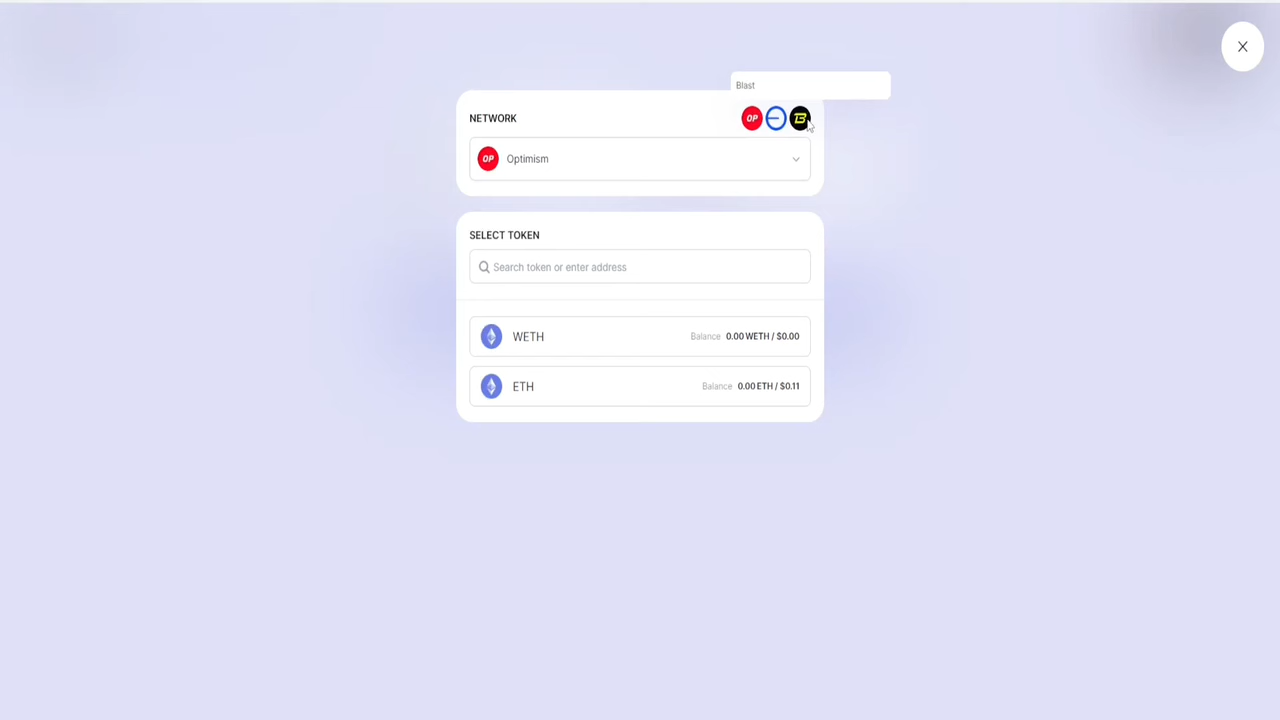 Blast
NETWORK
OP
OP Optimism
SELECT TOKEN
Search token or enter address
WETH Balance 0.00 WETH / $0.00
ETH Balance 0.00 ETH / $0.11